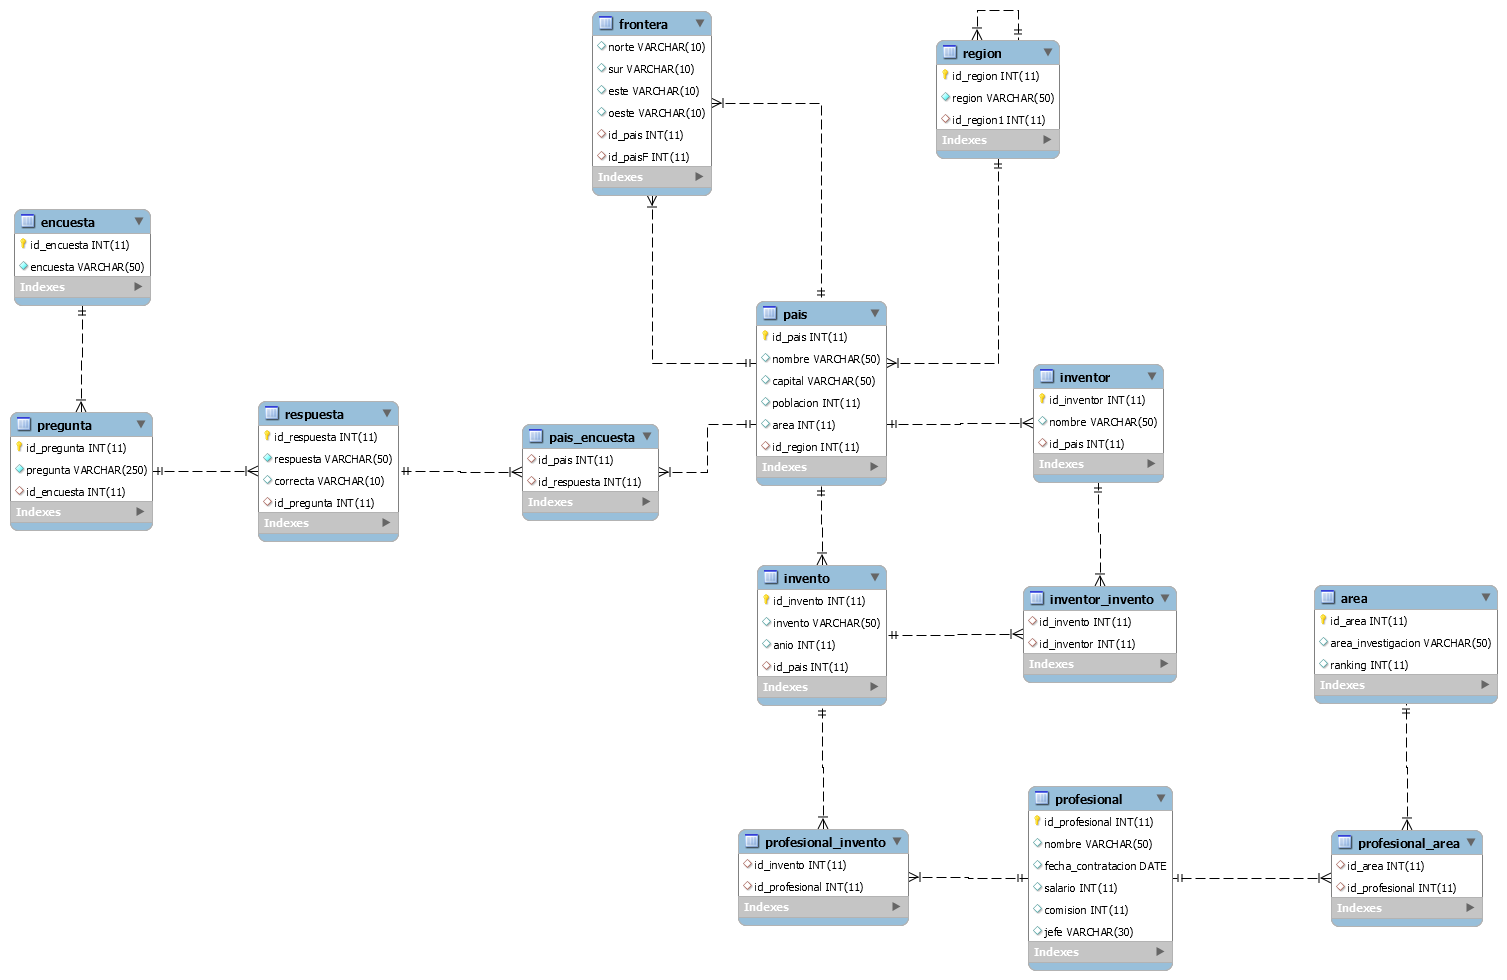 frontera
norte VARCHAR(10)
sur VARCHAR(10)
este VARCHAR(10)
oeste VARCHAR(10)
id_pais INT(11)
id_paisF INT(11)
Indexes
region
id_region INT(11)
region VARCHAR(50)
id_region1 INT(11)
Indexes
encuesta
id_encuesta INT(11)
encuesta VARCHAR(50)
Indexes
pais
id_pais INT(11)
nombre VARCHAR(50)
capital VARCHAR(50)
poblacion INT(11)
area INT(11)
id_region INT(11)
Indexes
inventor
id_inventor INT(11)
nombre VARCHAR(50)
id_pais INT(11)
Indexes
pregunta
id_pregunta INT(11)
pregunta VARCHAR(250)
id_encuesta INT(11)
Indexes
respuesta
id_respuesta INT(11)
respuesta VARCHAR(50)
correcta VARCHAR(10)
id_pregunta INT(11)
Indexes
pais_encuesta
id_pais INT(11)
id_respuesta INT(11)
Indexes
invento
id_invento INT(11)
invento VARCHAR(50)
anio INT(11)
id_pais INT(11)
Indexes
inventor_invento
id_invento INT(11)
id_inventor INT(11)
Indexes
area
id_area INT(11)
area_investigacion VARCHAR(50)
ranking INT(11)
Indexes
profesional_invento
id_invento INT(11)
id_profesional INT(11)
Indexes
profesional
id_profesional INT(11)
nombre VARCHAR(50)
fecha_contratacion DATE
salario INT(11)
comision INT(11)
jefe VARCHAR(30)
Indexes
profesional_area
id_area INT(11)
id_profesional INT(11)
Indexes